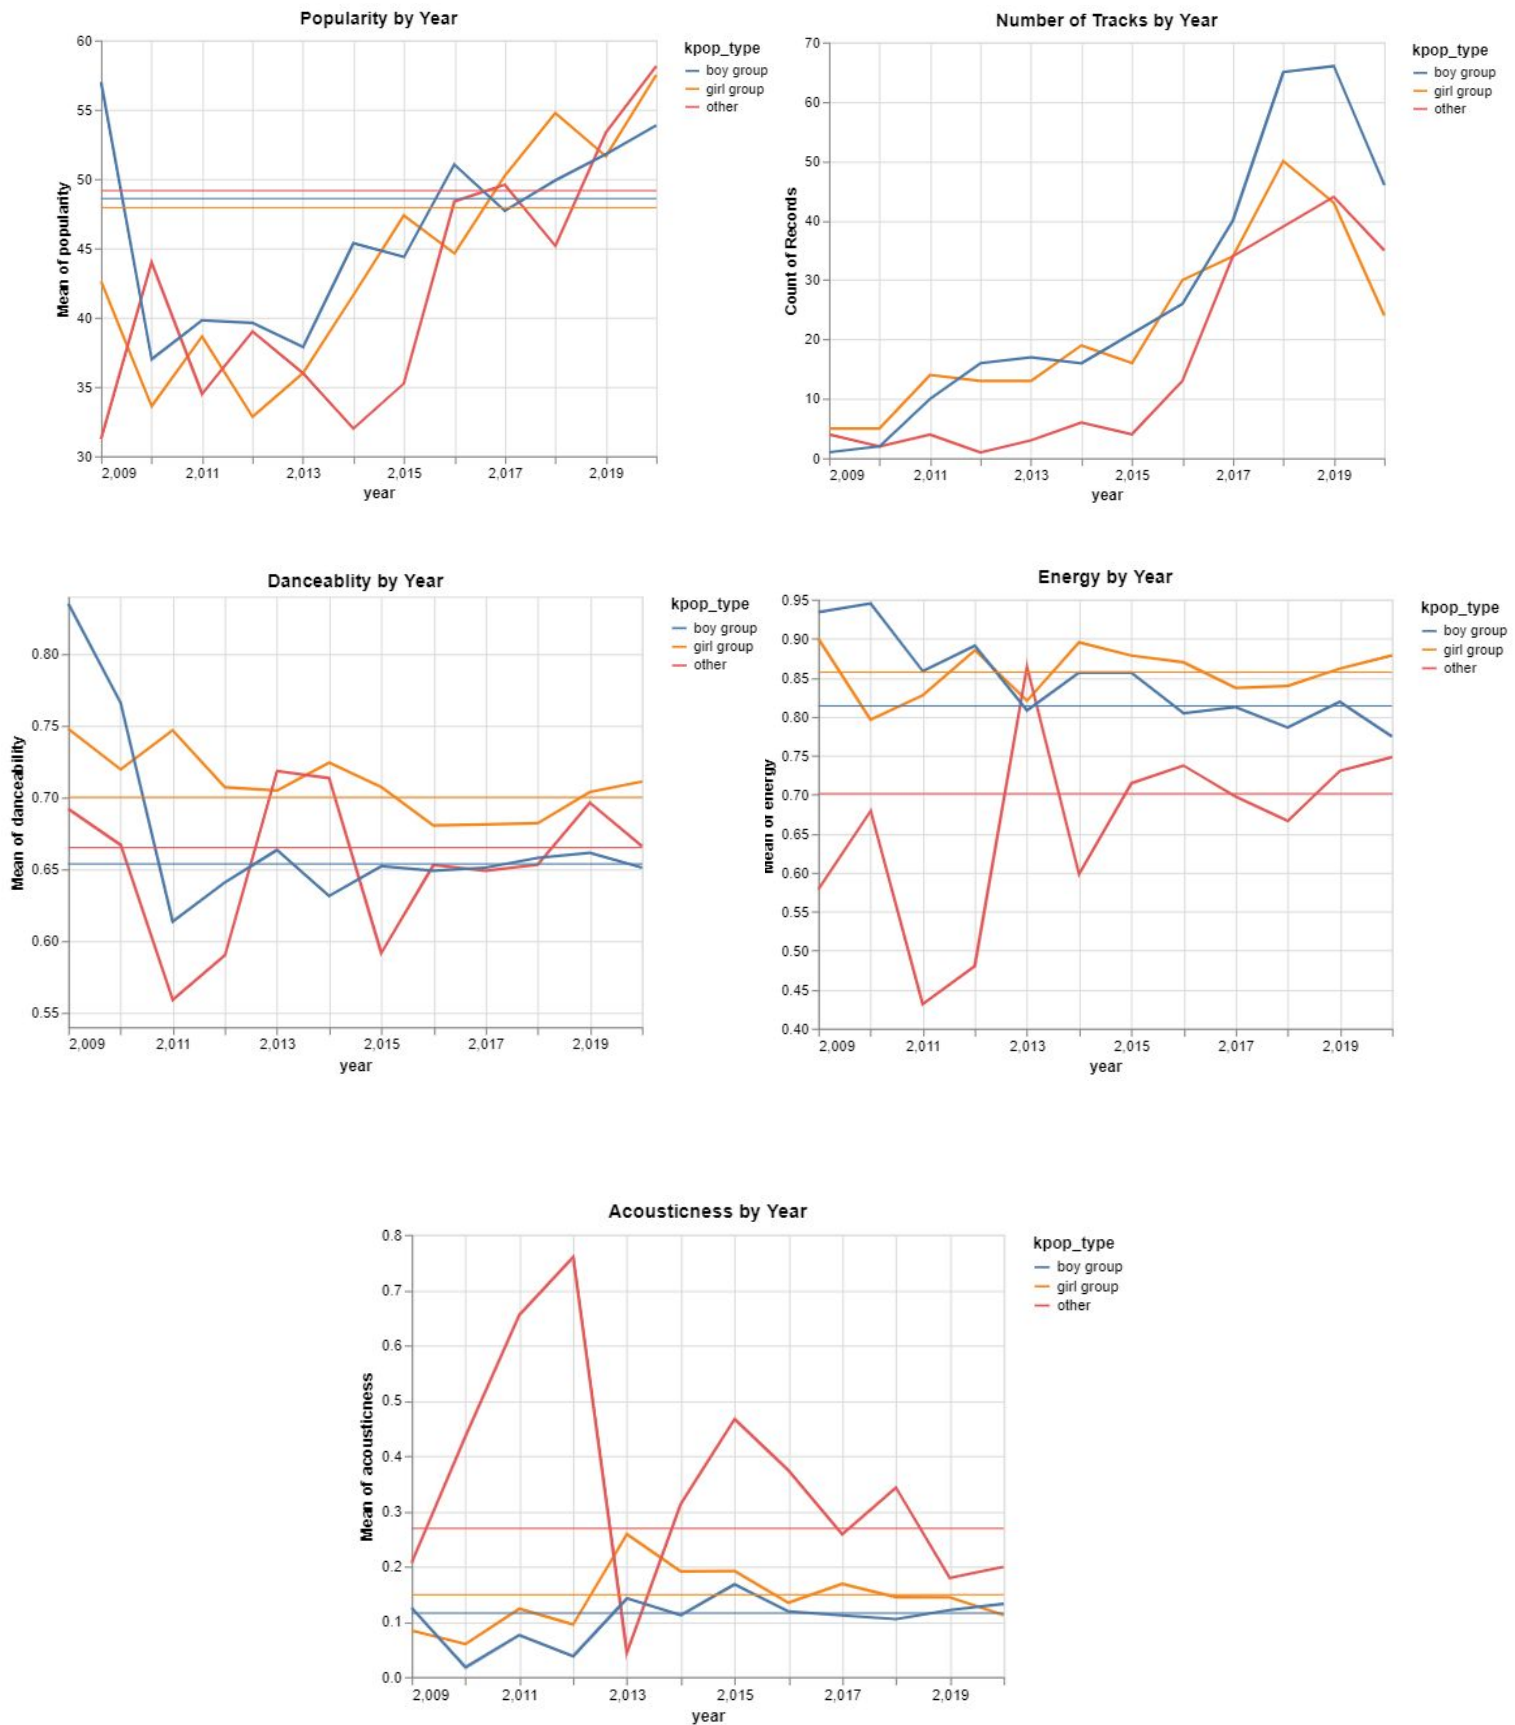 Popularity by Year
kpop_type
boy group
girl group
other
60
55
50
45
40
35
30
Mean of popularity
2,009 2,011 2,013 2,015 2,017 2,019
year
Number of Tracks by Year
kpop_type
boy group
girl group
other
70
60
50
40
30
20
10
0
Count of Records
2,009 2,011 2,013 2,015 2,017 2,019
year
Danceablity by Year
kpop_type
boy group
girl group
other
0.80
0.75
0.70
0.65
0.60
0.55
Mean of danceability
2,009 2,011 2,013 2,015 2,017 2,019
year
Energy by Year
kpop_type
boy group
girl group
other
0.95
0.90
0.85
0.80
0.75
0.70
0.65
0.60
0.55
0.50
0.45
0.40
Mean of energy
2,009 2,011 2,013 2,015 2,017 2,019
year
Acousticness by Year
kpop_type
boy group
girl group
other
0.8
0.7
0.6
0.5
0.4
0.3
0.2
0.1
0.0
Mean of acousticness
2,009 2,011 2,013 2,015 2,017 2,019
year